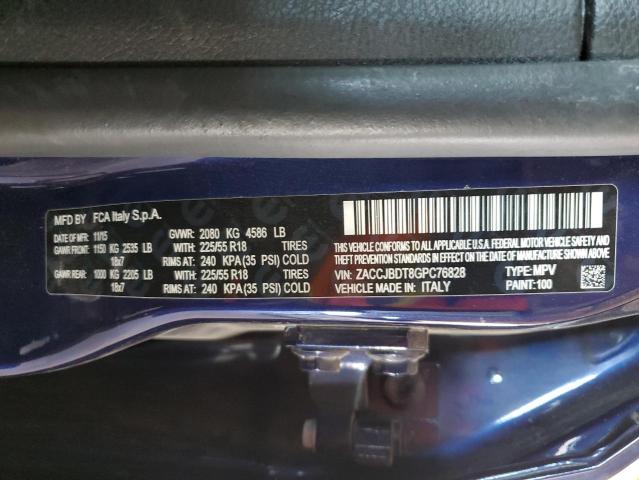 MFD BY FCA Italy S.p.A.
DATE OF MFR: 11/15 GVWR: 2080 KG 4586 LB
GAWR FRONT: 1150 KG 2535 LB WITH: 225/55 R18 TIRES
18x7 RIMS AT: 240 KPA (35 PSI) COLD
GAWR REAR: 1000 KG 2205 LB WITH: 225/55 R18 TIRES
18x7 RIMS AT: 240 KPA (35 PSI) COLD
THIS VEHICLE CONFORMS TO ALL APPLICABLE U.S.A. FEDERAL MOTOR VEHICLE
SAFETY, BUMPER, AND THEFT PREVENTION STANDARDS IN
EFFECT ON THE DATE OF MANUFACTURE SHOWN ABOVE.
VIN: ZACCJBDT8GPC76828 TYPE: MPV
VEHICLE MADE IN: ITALY PAINT: 100